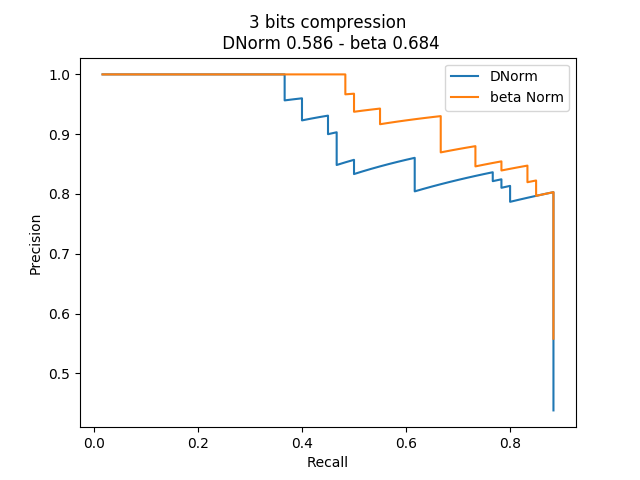 3 bits compression
DNorm 0.586 - beta 0.684
DNorm
beta Norm
1.0
0.9
0.8
0.7
0.6
0.5
Precision
0.0 0.2 0.4 0.6 0.8
Recall